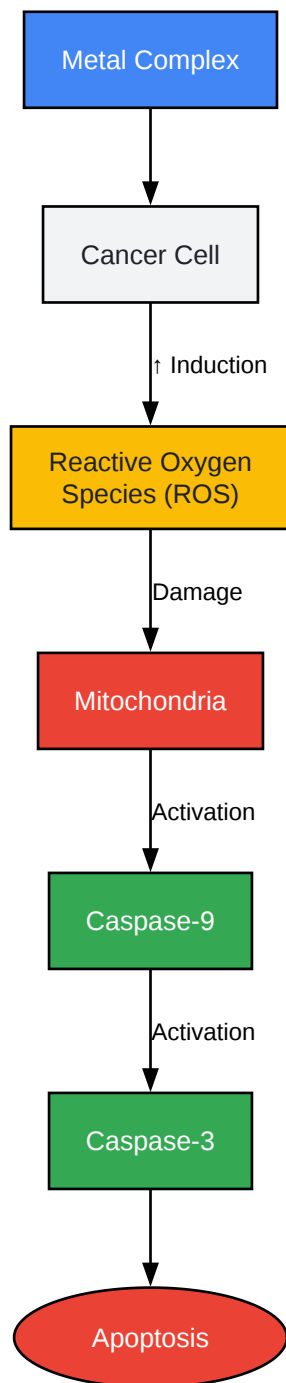 Metal Complex
Cancer Cell
↑ Induction
Reactive Oxygen
Species (ROS)
Damage
Mitochondria
Activation
Caspase-9
Activation
Caspase-3
Apoptosis